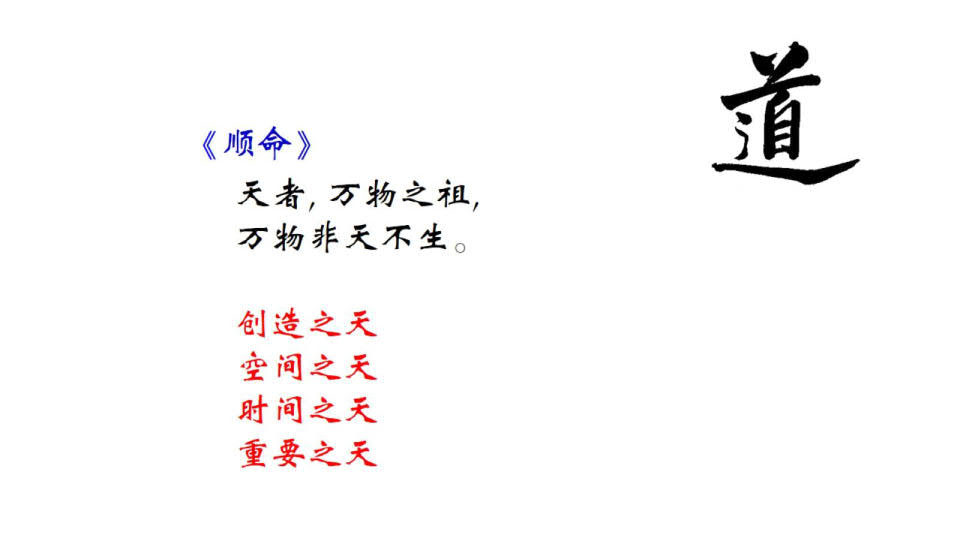 道
《顺命》
天者，万物之祖，
万物非天不生。
创造之天
空间之天
时间之天
重要之天